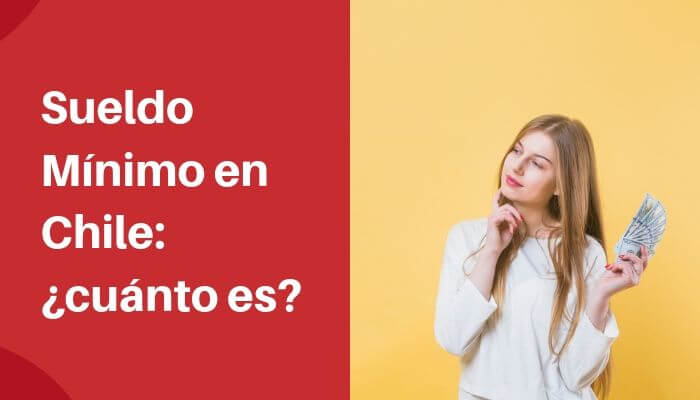 Sueldo
Mínimo en
Chile:
¿cuánto es?